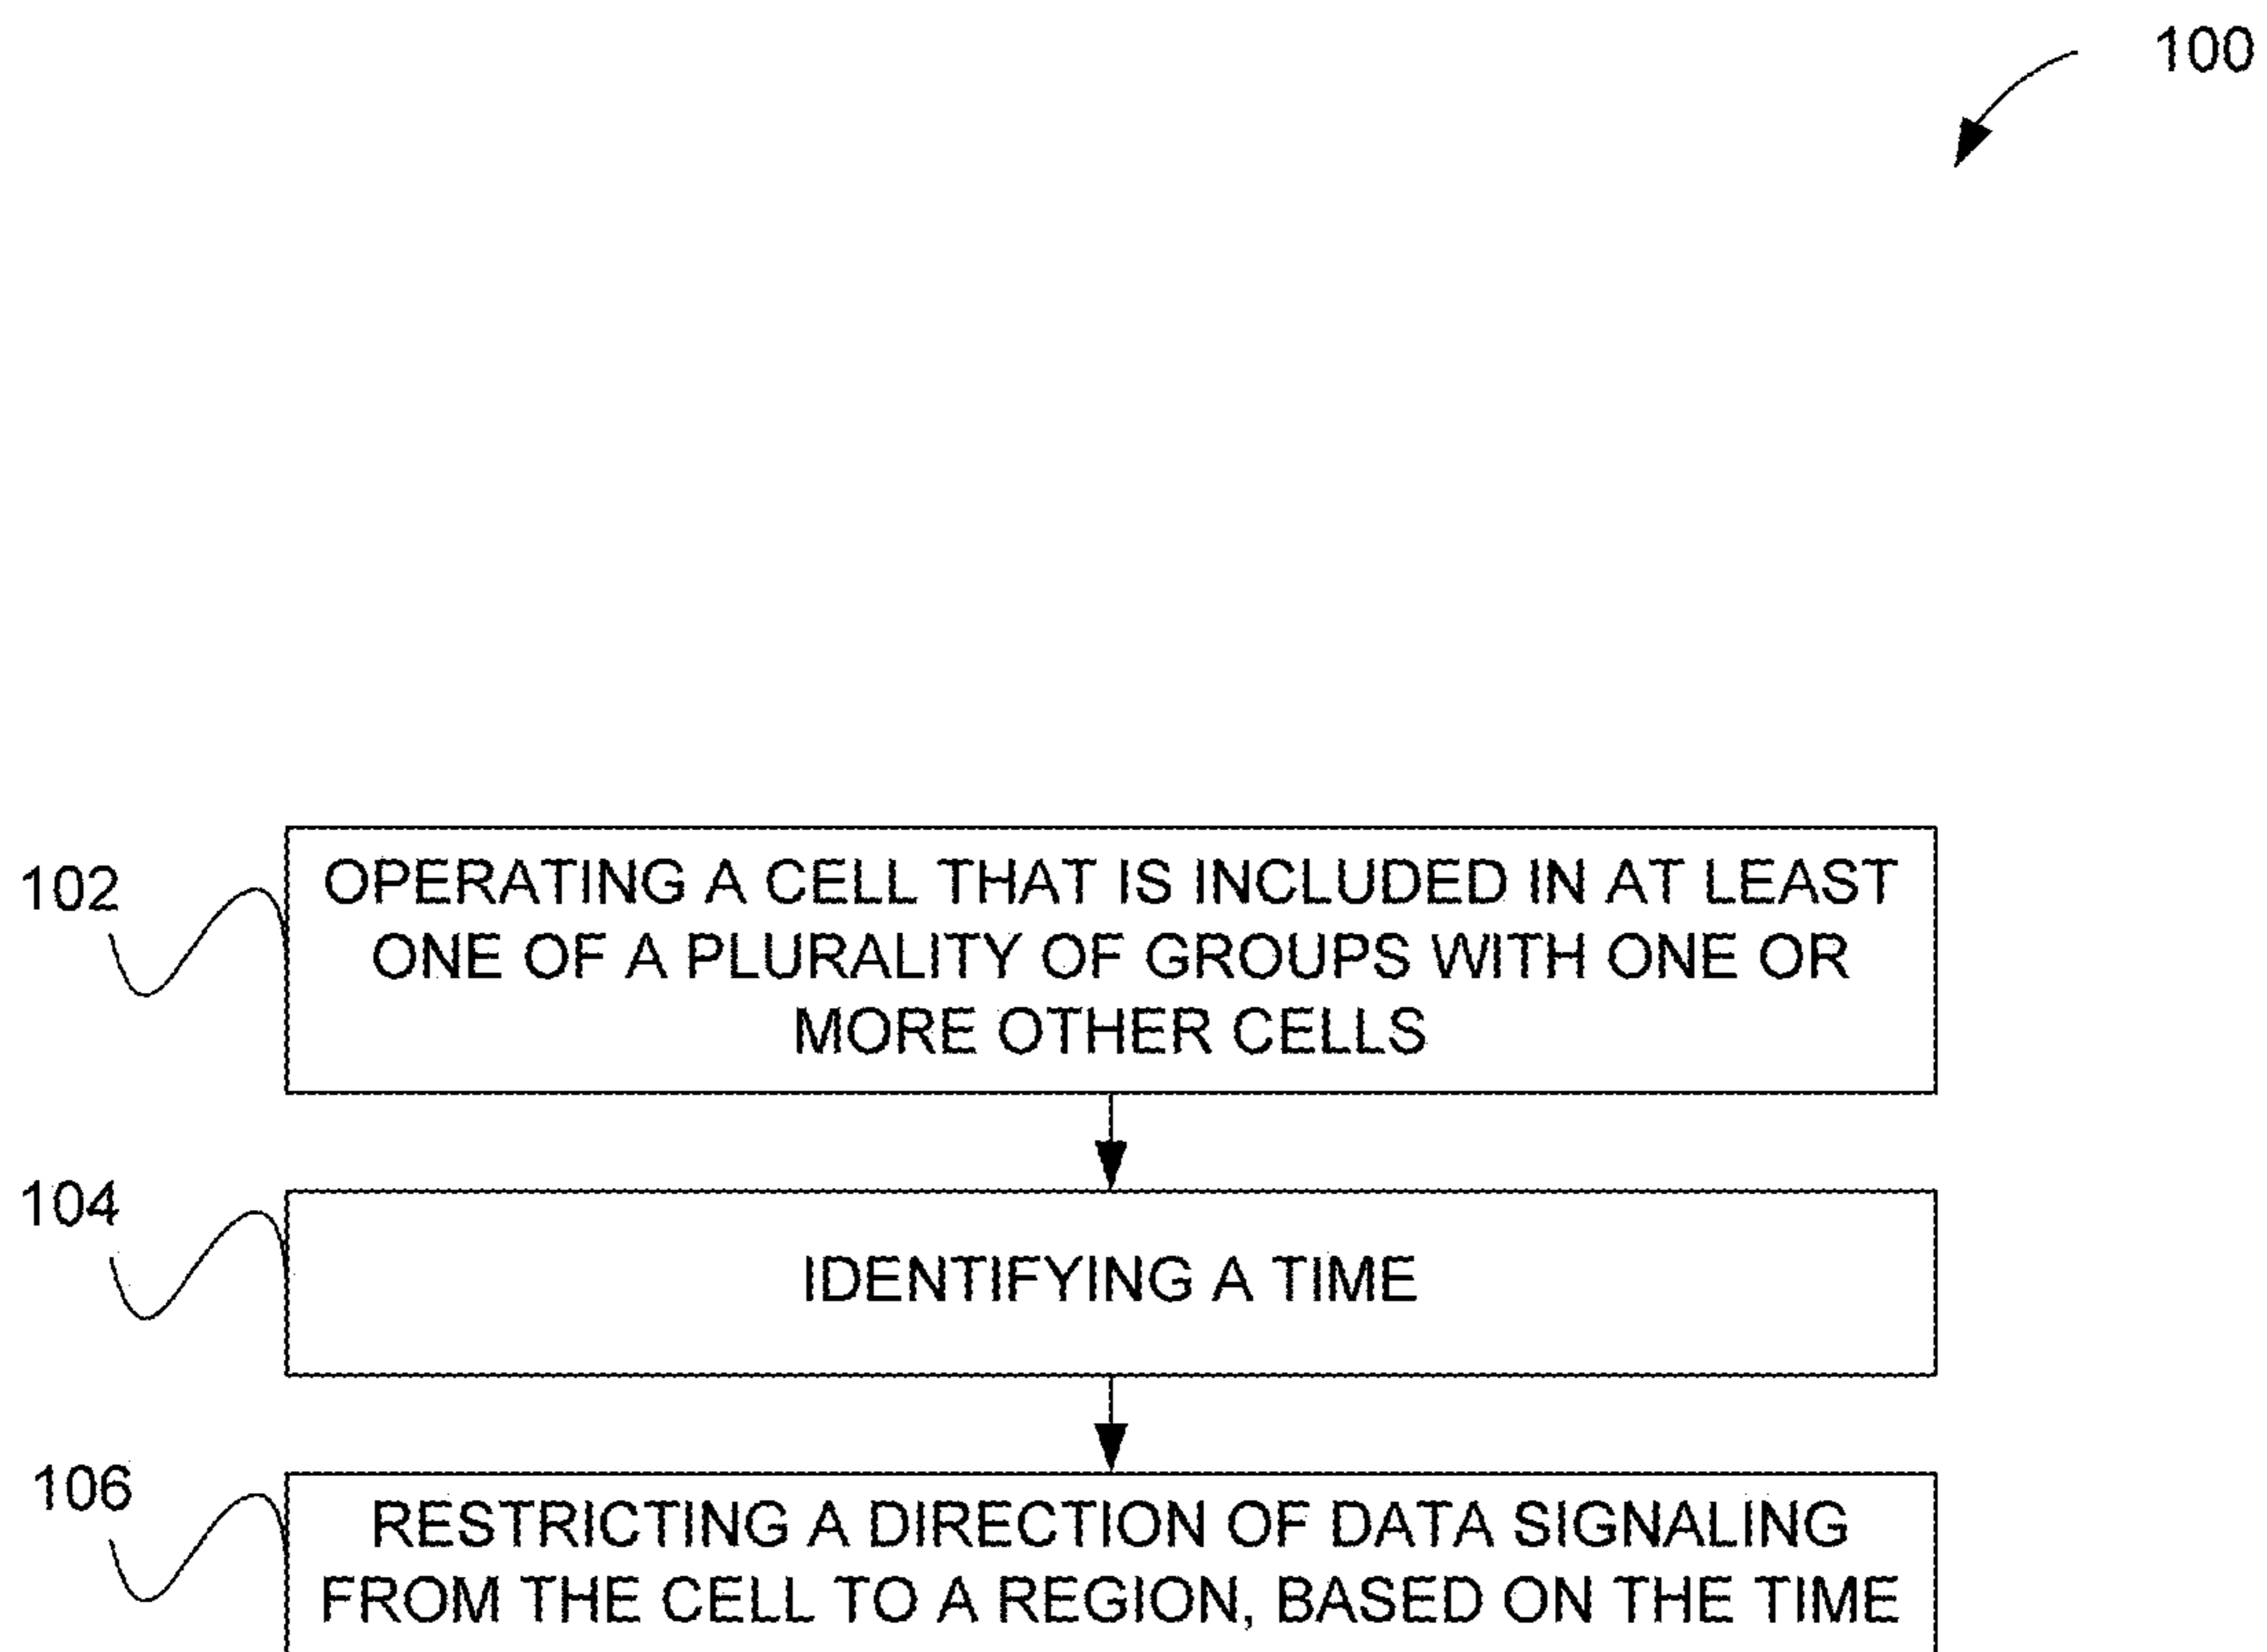 100
102
OPERATING A CELL THAT IS INCLUDED IN AT LEAST
ONE OF A PLURALITY OF GROUPS WITH ONE OR
MORE OTHER CELLS
104
IDENTIFYING A TIME
106
RESTRICTING A DIRECTION OF DATA SIGNALING
FROM THE CELL TO A REGION, BASED ON THE TIME